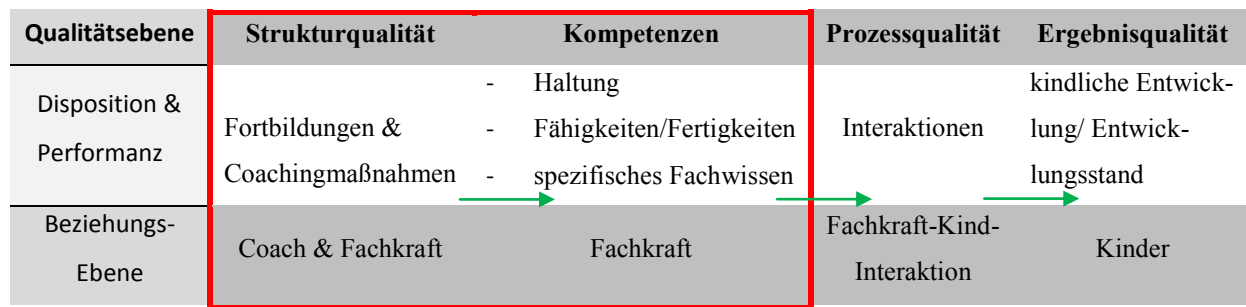 Qualitätsebene Strukturqualität Kompetenzen Prozessqualität Ergebnisqualität
Disposition &
Performanz
Fortbildungen &
Coachingmaßnahmen
- Haltung
- Fähigkeiten/Fertigkeiten
- spezifisches Fachwissen
Interaktionen
kindliche Entwick-
lung/ Entwick-
lungsstand
Beziehungs-
Ebene
Coach & Fachkraft
Fachkraft
Fachkraft-Kind-
Interaktion
Kinder